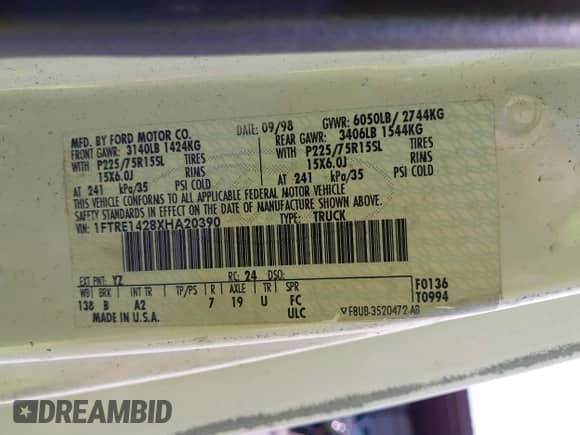 MFD. BY FORD MOTOR CO. DATE: 09/98 GVWR: 6050LB/ 2744KG
FRONT GAWR: 3140LB 1424KG REAR GAWR: 3406LB 1544KG
WITH P225/75R15SL TIRES WITH P225/75R15SL TIRES
15X6.0J RIMS 15X6.0J RIMS
AT 241 kPa/35 PSI COLD AT 241 kPa/35 PSI COLD
THIS VEHICLE CONFORMS TO ALL APPLICABLE FEDERAL MOTOR VEHICLE
SAFETY STANDARDS IN EFFECT ON THE DATE OF MANUFACTURE SHOWN ABOVE
VIN: 1FTRE1428XHA20390 TYPE: TRUCK
EXT PNT: YZ RC: 24 DSO: F0136
WB BRK INT TR TP/PS R AXLE TR SPR T0994
138 B A2 7 19 U FC
MADE IN U.S.A. ULC F8UB-3520472-AB
DREAMBID